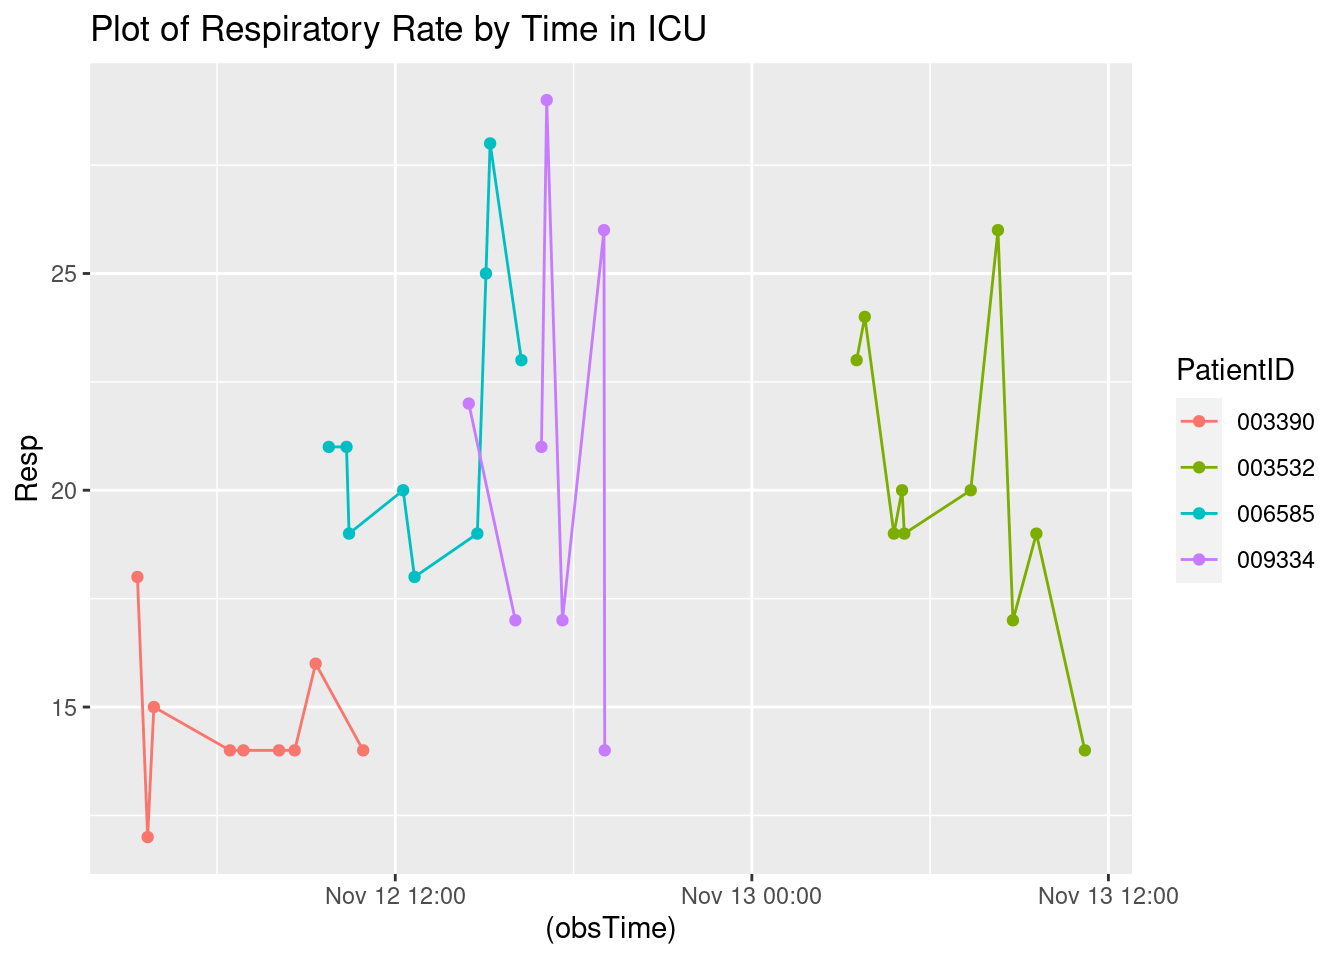 Plot of Respiratory Rate by Time in ICU
Resp
25
20
15
Nov 12 12:00
Nov 13 00:00
Nov 13 12:00
(obsTime)
PatientID
003390
003532
006585
009334